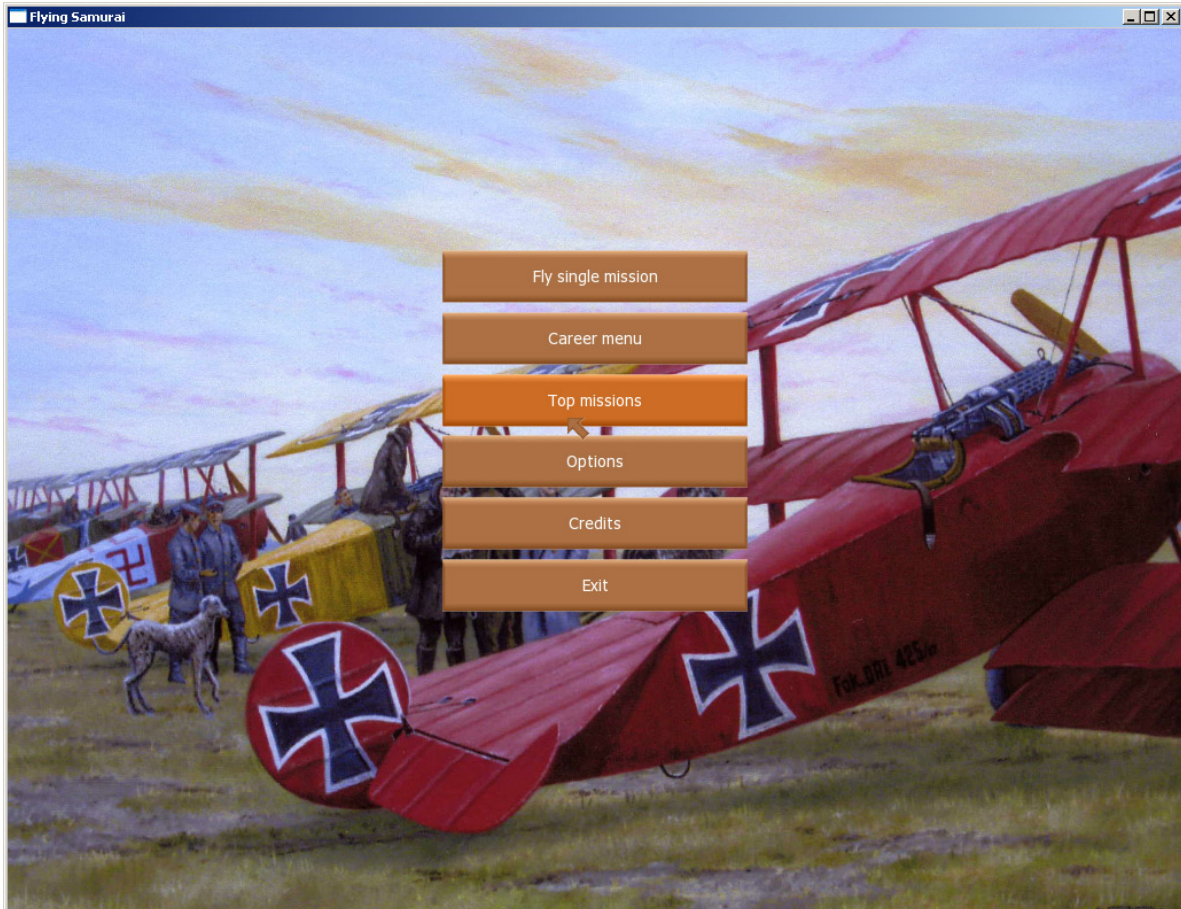 Flying Samurai
Fly single mission
Career menu
Top missions
Options
Credits
Exit
Fok. DRI 425/17